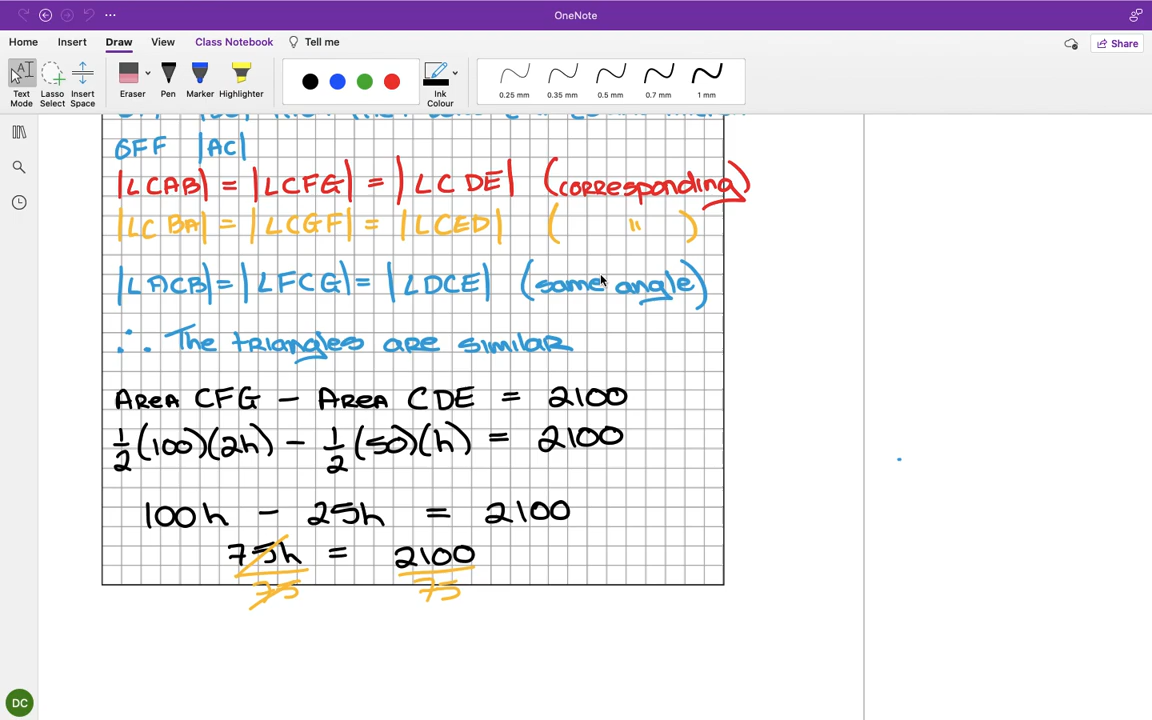 OneNote
Home Insert Draw View Class Notebook Tell me
Share
Text Mode
Lasso Select
Insert Space
Eraser
Pen
Marker
Highlighter
Ink Colour
0.25 mm 0.35 mm 0.5 mm 0.7 mm 1 mm
OFF |AC|
|∠CAB| = |∠CFG| = |∠CDE| (corresponding)
|∠CBA| = |∠CGF| = |∠CED| ( " )
|∠ACB| = |∠FCG| = |∠DCE| (same angle)
∴ The triangles are similar
Area CFG - Area CDE = 2100
1/2 (100)(2h) - 1/2 (50)(h) = 2100
100h - 25h = 2100
75h = 2100
75 75
DC